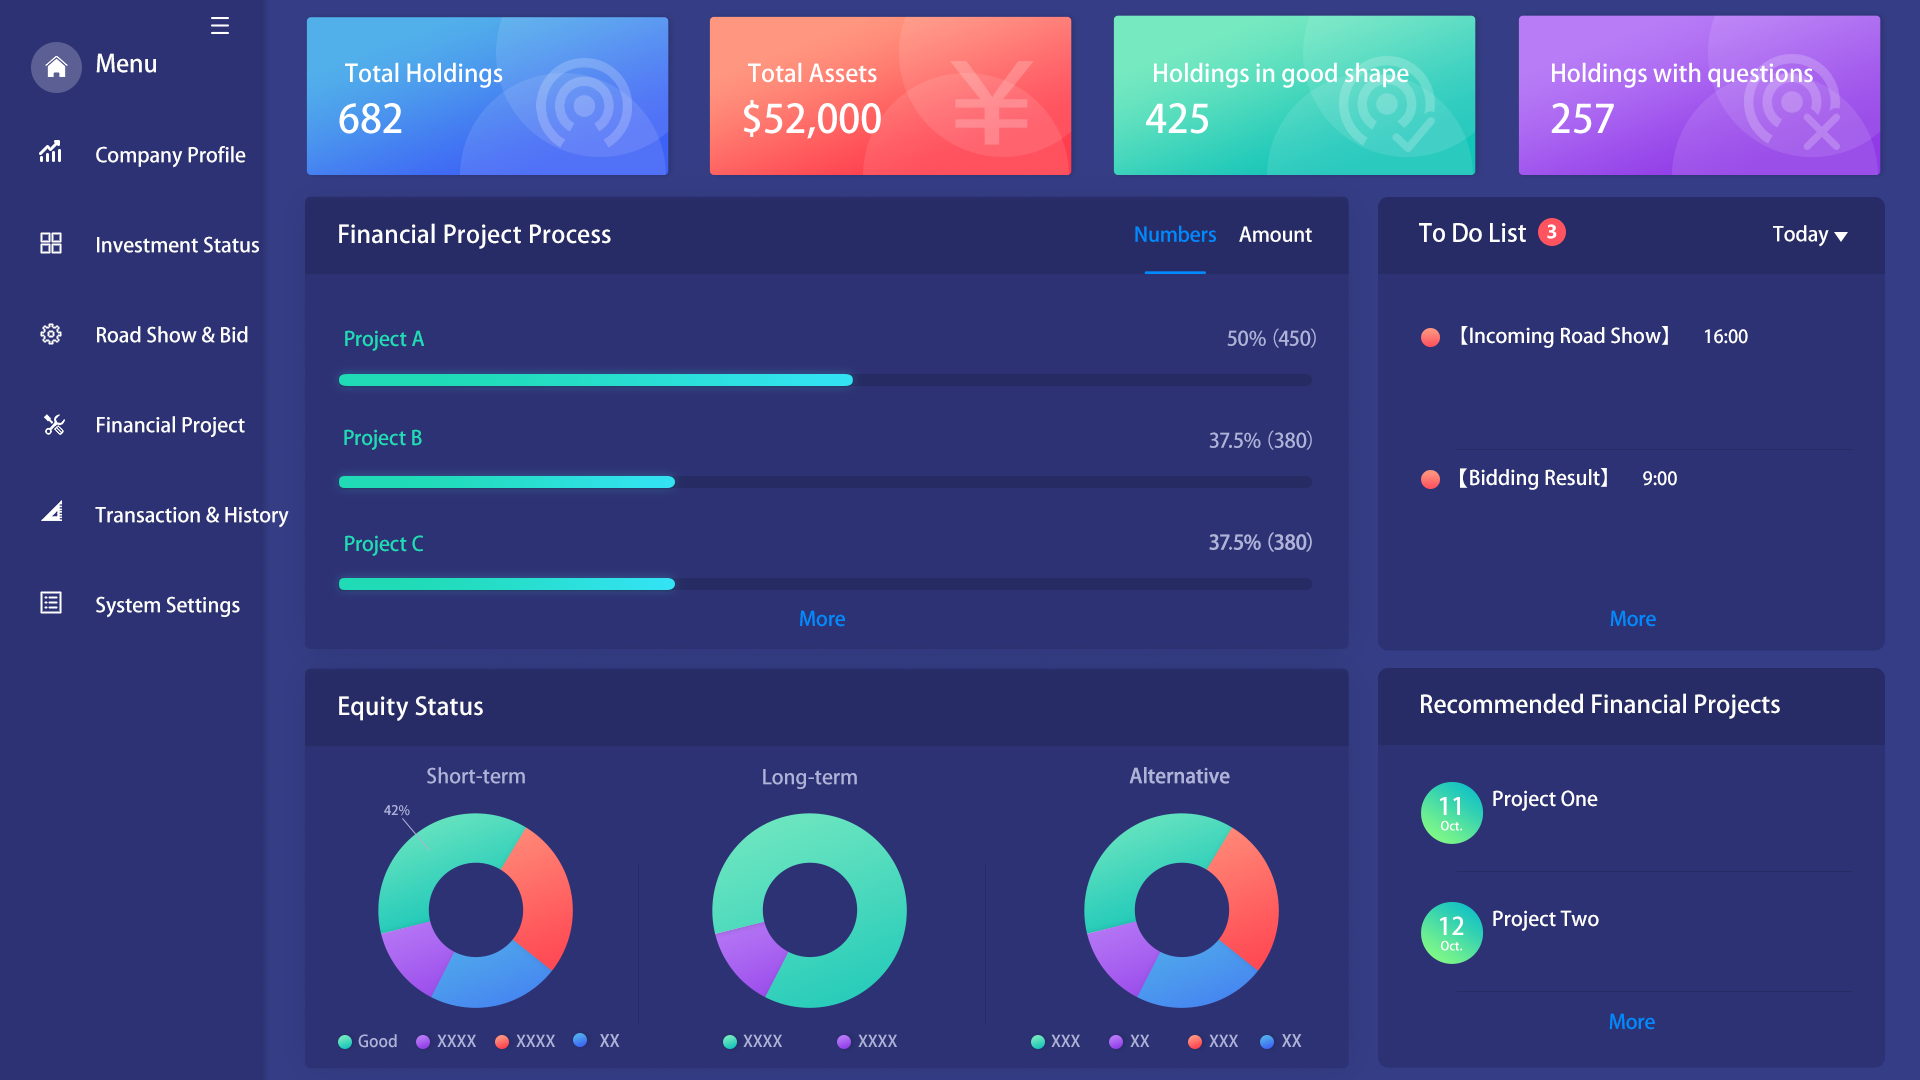 Menu
Company Profile
Investment Status
Road Show & Bid
Financial Project
Transaction & History
System Settings
Total Holdings
682
Total Assets
$52,000
¥
Holdings in good shape
425
Holdings with questions
257
Financial Project Process
Numbers Amount
Project A 50% (450)
Project B 37.5% (380)
Project C 37.5% (380)
More
To Do List 3 Today
【Incoming Road Show】 16:00
【Bidding Result】 9:00
More
Equity Status
Short-term
42%
Good XXXX XXXX XX
Long-term
XXXX XXXX
Alternative
XXX XX XXX XX
Recommended Financial Projects
11 Oct. Project One
12 Oct. Project Two
More